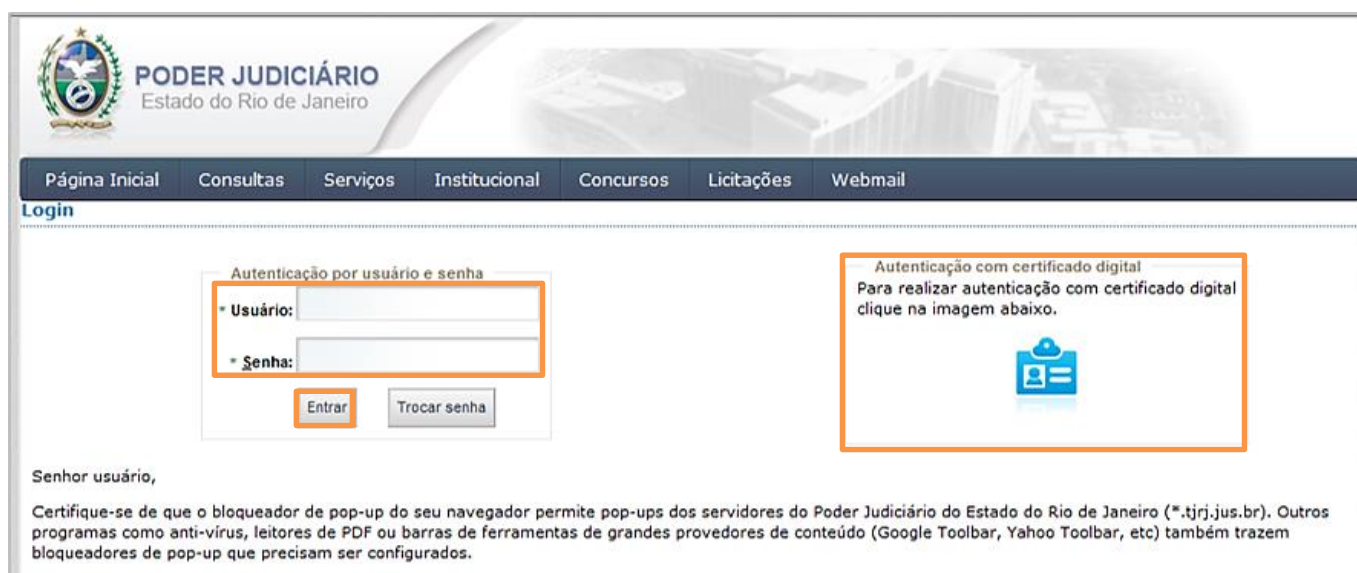 PODER JUDICIÁRIO
Estado do Rio de Janeiro
Página Inicial Consultas Serviços Institucional Concursos Licitações Webmail
Login
Autenticação por usuário e senha
* Usuário:
* Senha:
Entrar Trocar senha
Autenticação com certificado digital
Para realizar autenticação com certificado digital
clique na imagem abaixo.
Senhor usuário,
Certifique-se de que o bloqueador de pop-up do seu navegador permite pop-ups dos servidores do Poder Judiciário do Estado do Rio de Janeiro (*.tjrj.jus.br). Outros
programas como anti-vírus, leitores de PDF ou barras de ferramentas de grandes provedores de conteúdo (Google Toolbar, Yahoo Toolbar, etc) também trazem
bloqueadores de pop-up que precisam ser configurados.